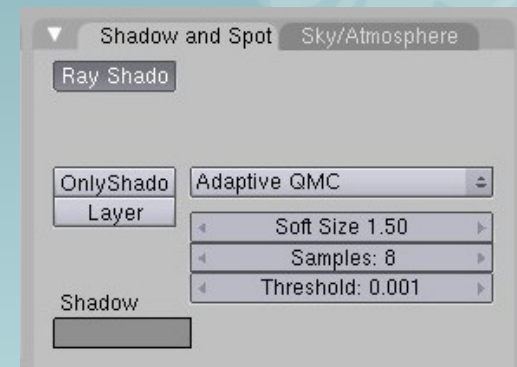 Shadow and Spot Sky/Atmosphere
Ray Shado
OnlyShado Adaptive QMC
Layer
Soft Size 1.50
Samples: 8
Threshold: 0.001
Shadow